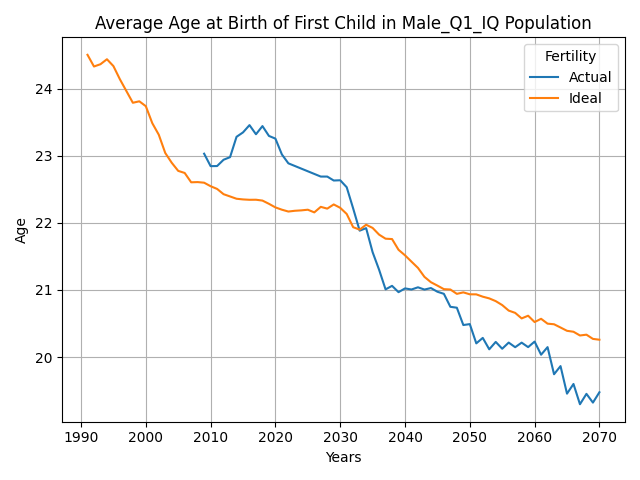 Average Age at Birth of First Child in Male_Q1_IQ Population
Fertility
Actual
Ideal
Age
24
23
22
21
20
1990
2000
2010
2020
2030
2040
2050
2060
2070
Years